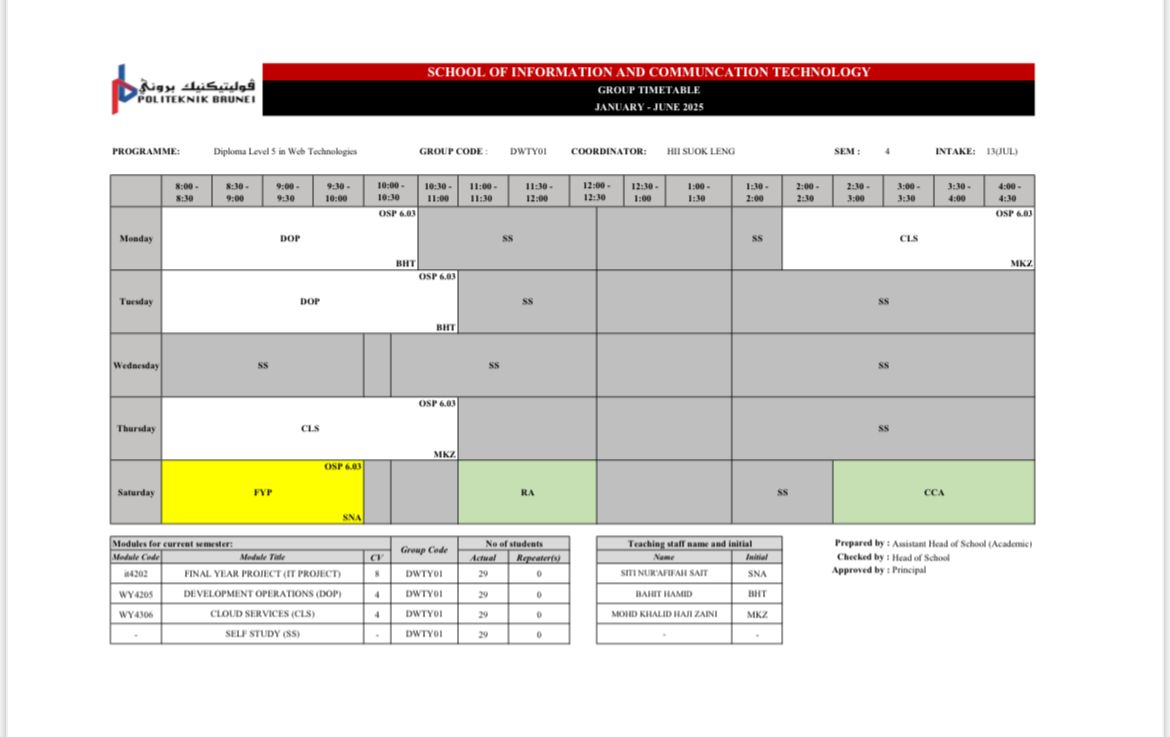 ڤوليتيكنيك بروني
POLITEKNIK BRUNEI
SCHOOL OF INFORMATION AND COMMUNCATION TECHNOLOGY
GROUP TIMETABLE
JANUARY - JUNE 2025
PROGRAMME: Diploma Level 5 in Web Technologies GROUP CODE : DWTY01 COORDINATOR: HII SUOK LENG SEM : 4 INTAKE: 13(JUL)
8:00 - 8:30 8:30 - 9:00 9:00 - 9:30 9:30 - 10:00 10:00 - 10:30 10:30 - 11:00 11:00 - 11:30 11:30 - 12:00 12:00 - 12:30 12:30 - 1:00 1:00 - 1:30 1:30 - 2:00 2:00 - 2:30 2:30 - 3:00 3:00 - 3:30 3:30 - 4:00 4:00 - 4:30
OSP 6.03 OSP 6.03
Monday DOP SS SS CLS
BHT MKZ
OSP 6.03
Tuesday DOP SS SS
BHT
Wednesday SS SS SS
OSP 6.03
Thursday CLS SS
MKZ
OSP 6.03
Saturday FYP RA SS CCA
SNA
Modules for current semester: Group Code No of students
Module Code Module Title CV Actual Repeater(s)
it4202 FINAL YEAR PROJECT (IT PROJECT) 8 DWTY01 29 0
WY4205 DEVELOPMENT OPERATIONS (DOP) 4 DWTY01 29 0
WY4306 CLOUD SERVICES (CLS) 4 DWTY01 29 0
- SELF STUDY (SS) - DWTY01 29 0
Teaching staff name and initial
Name Initial
SITI NUR'AFIFAH SAIT SNA
BAHIT HAMID BHT
MOHD KHALID HAJI ZAINI MKZ
- -
Prepared by : Assistant Head of School (Academic)
Checked by : Head of School
Approved by : Principal